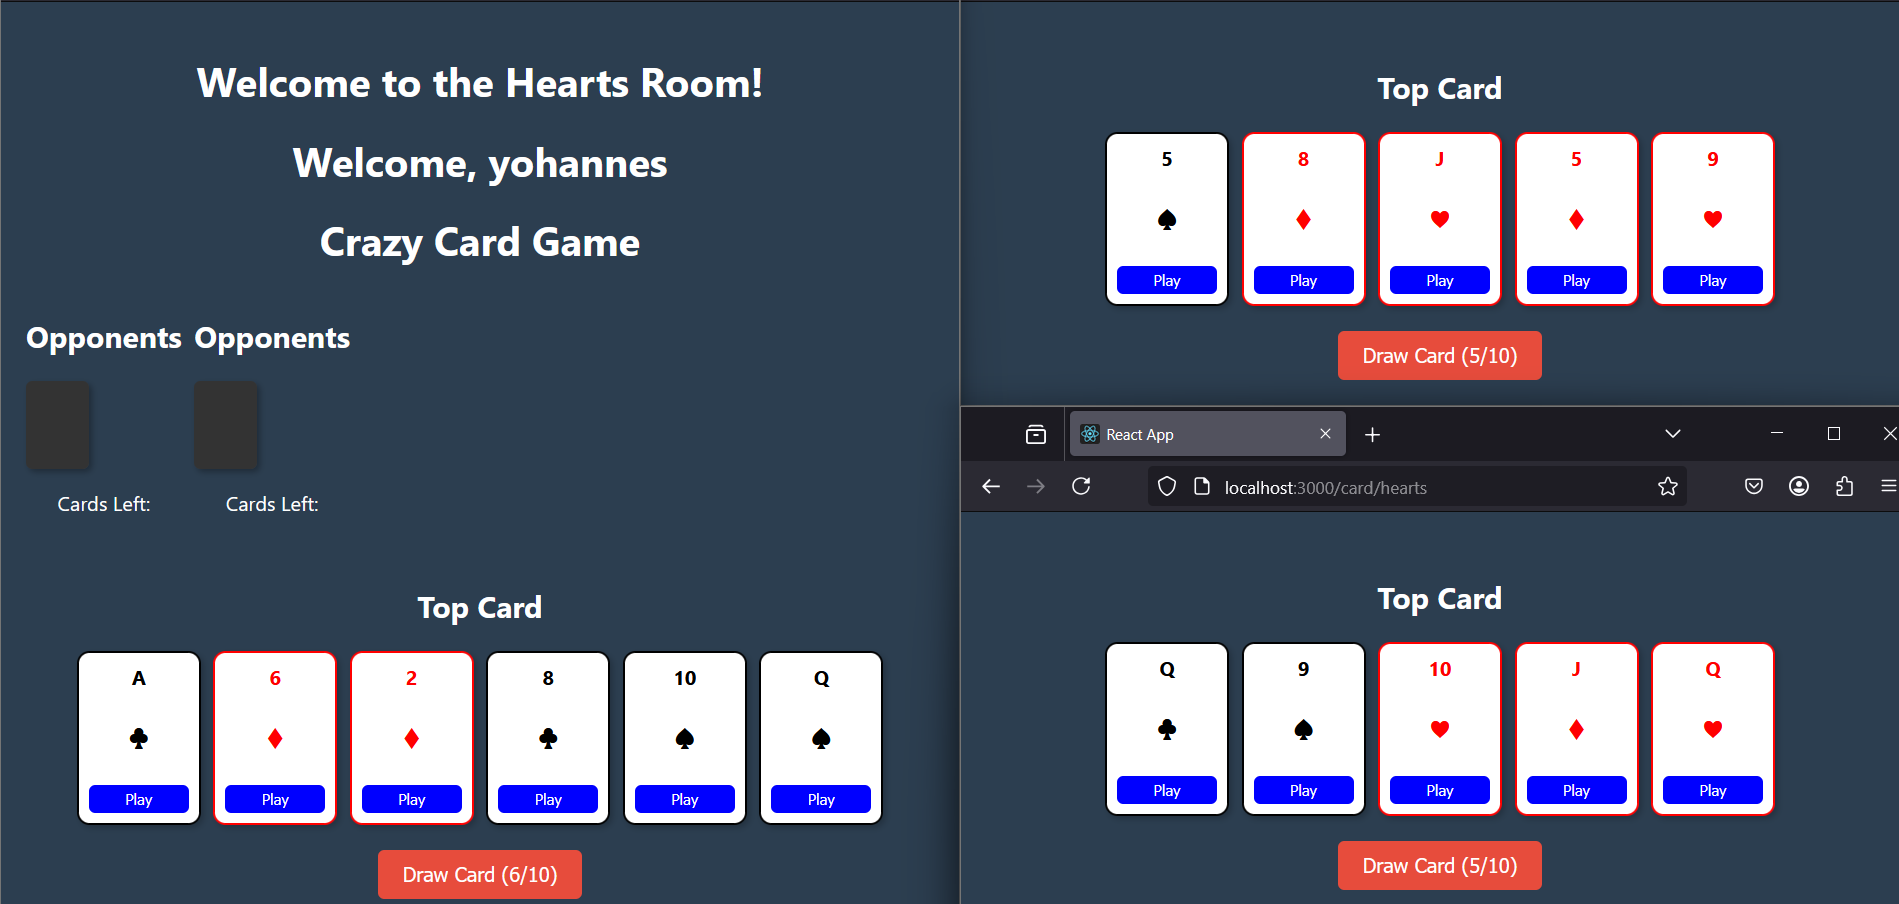 Welcome to the Hearts Room!
Welcome, yohannes
Crazy Card Game
Opponents Opponents
Cards Left: Cards Left:
Top Card
A 6 2 8 10 Q
♣ ♦ ♦ ♣ ♠ ♠
Play Play Play Play Play Play
Draw Card (6/10)
Top Card
5 8 J 5 9
♠ ♦ ♥ ♦ ♥
Play Play Play Play Play
Draw Card (5/10)
React App
localhost:3000/card/hearts
Top Card
Q 9 10 J Q
♣ ♠ ♥ ♦ ♥
Play Play Play Play Play
Draw Card (5/10)